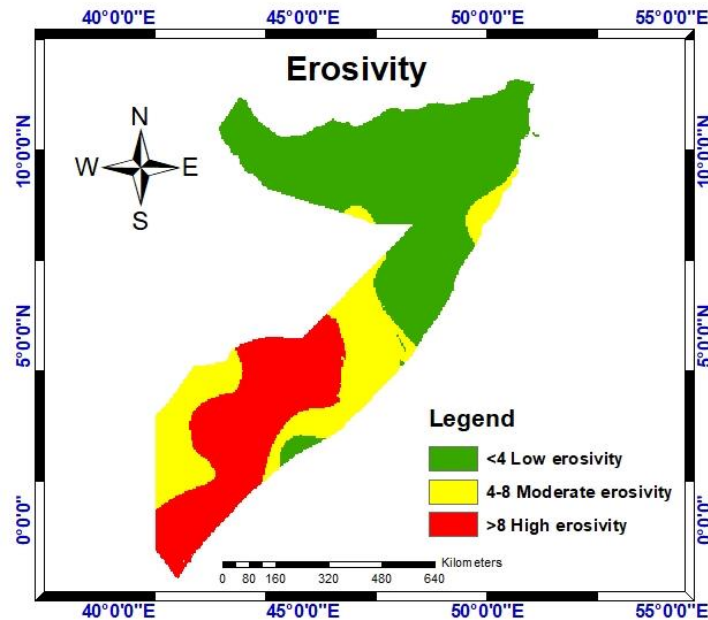 40°0'0"E 45°0'0"E 50°0'0"E 55°0'0"E
Erosivity
N
W E
S
10°0'0"N
10°0'0"N
5°0'0"N
5°0'0"N
0°0'0"
0°0'0"
Legend
<4 Low erosivity
4-8 Moderate erosivity
>8 High erosivity
Kilometers
0 80 160 320 480 640
40°0'0"E 45°0'0"E 50°0'0"E 55°0'0"E